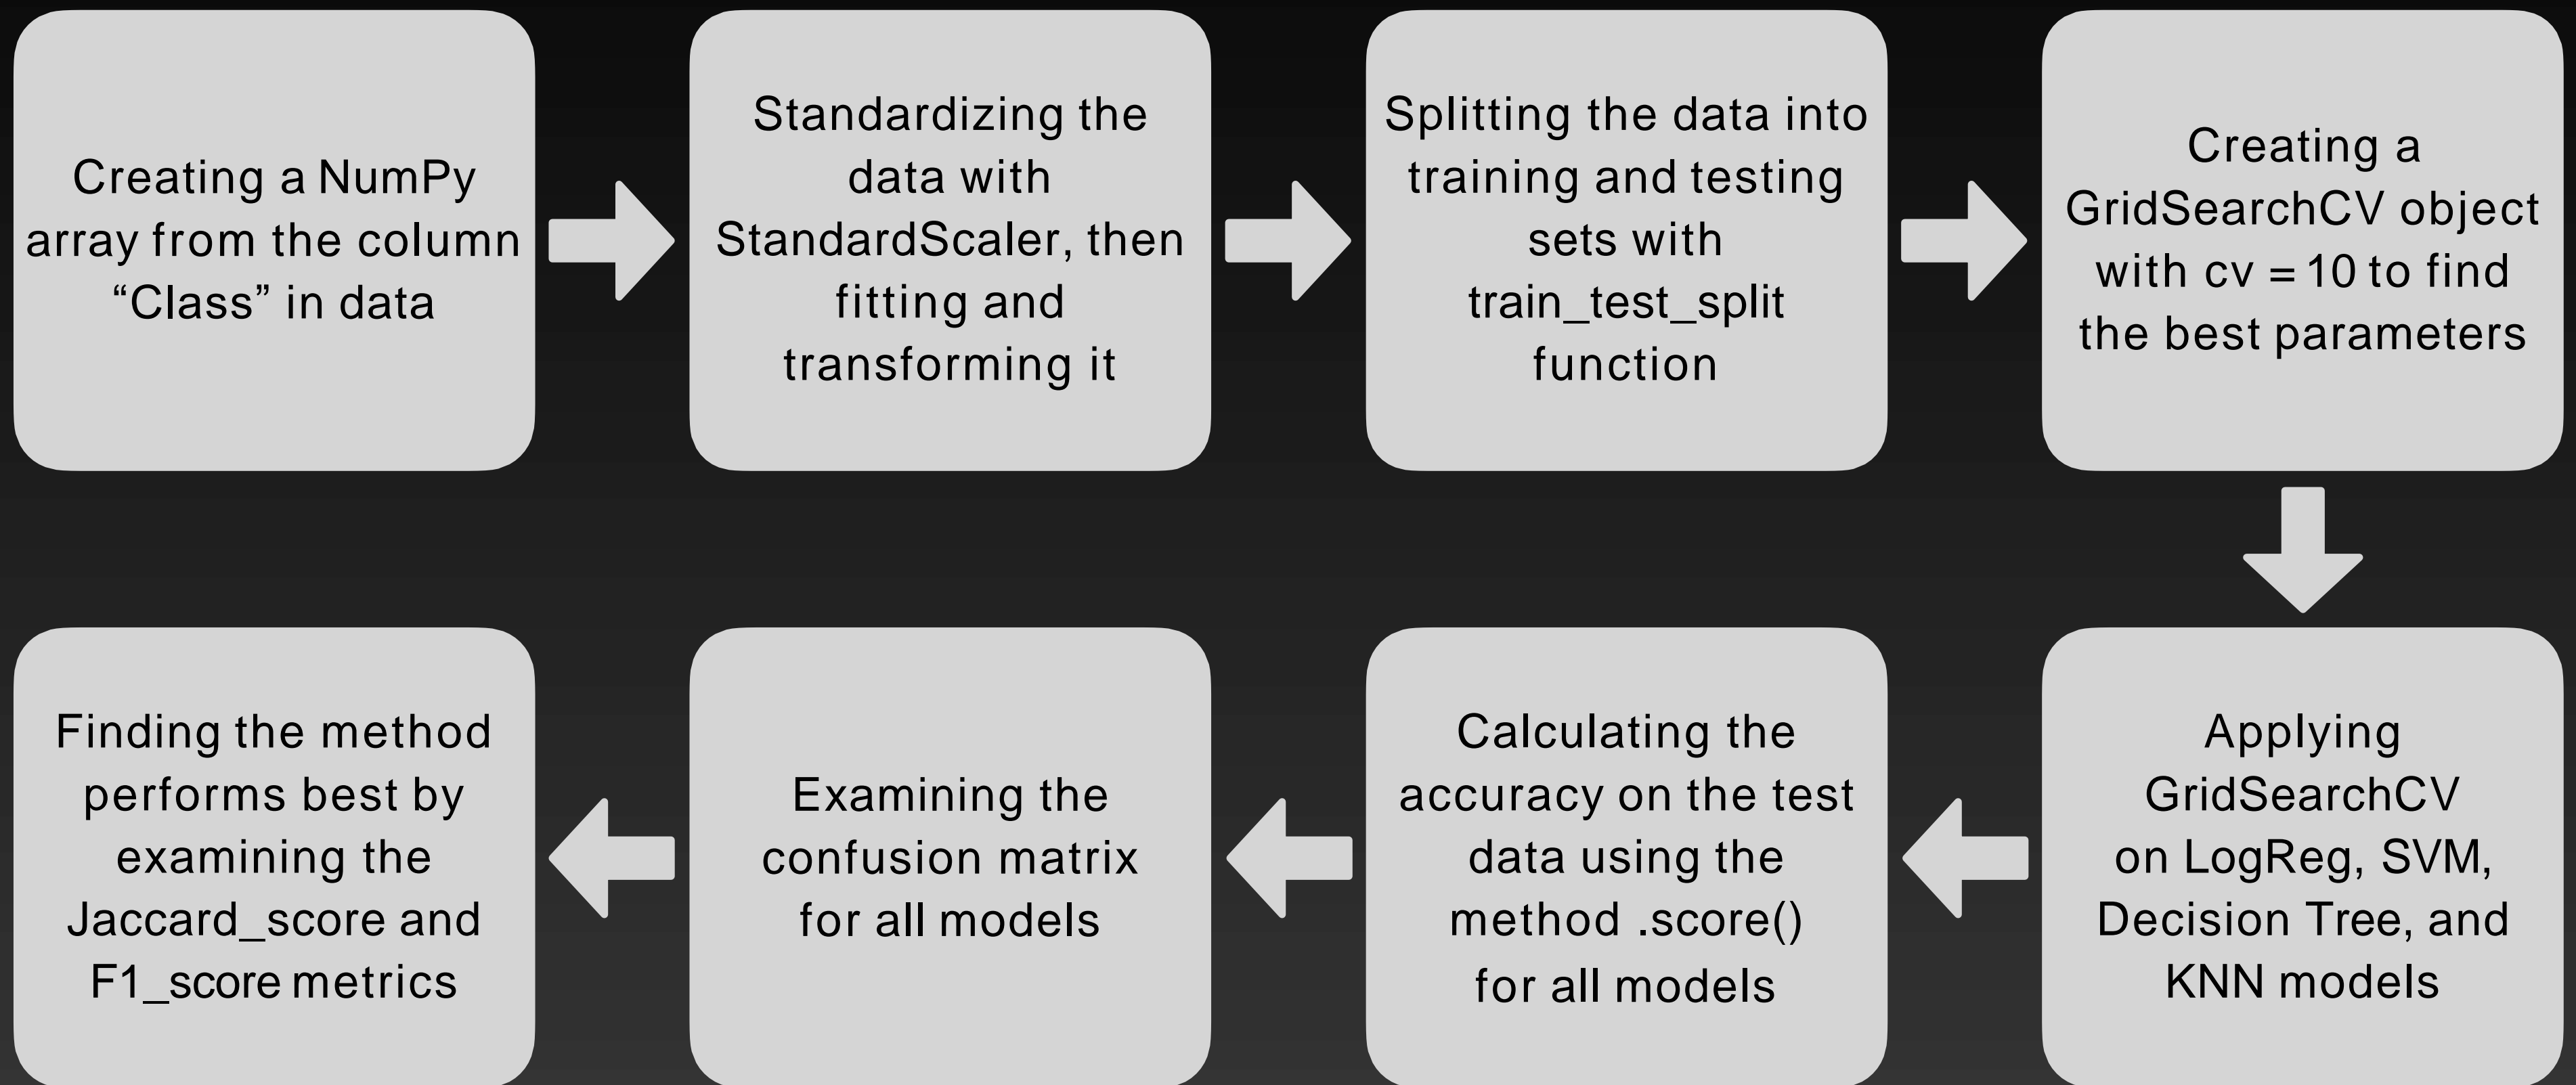 Creating a NumPy
array from the column
“Class” in data
Standardizing the
data with
StandardScaler, then
fitting and
transforming it
Splitting the data into
training and testing
sets with
train_test_split
function
Creating a
GridSearchCV object
with cv = 10 to find
the best parameters
Applying
GridSearchCV
on LogReg, SVM,
Decision Tree, and
KNN models
Calculating the
accuracy on the test
data using the
method .score()
for all models
Examining the
confusion matrix
for all models
Finding the method
performs best by
examining the
Jaccard_score and
F1_score metrics